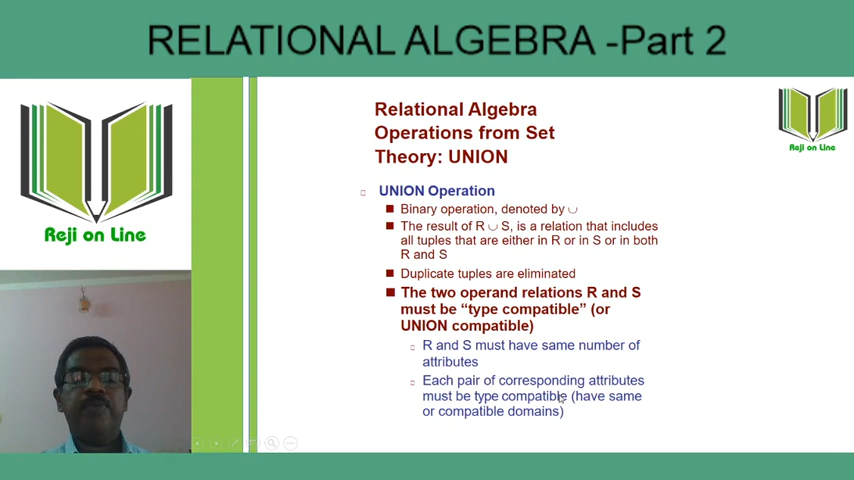 RELATIONAL ALGEBRA -Part 2
Reji on Line
Relational Algebra
Operations from Set
Theory: UNION
Reji on Line
UNION Operation
Binary operation, denoted by ∪
The result of R ∪ S, is a relation that includes
all tuples that are either in R or in S or in both
R and S
Duplicate tuples are eliminated
The two operand relations R and S
must be “type compatible” (or
UNION compatible)
R and S must have same number of
attributes
Each pair of corresponding attributes
must be type compatible (have same
or compatible domains)